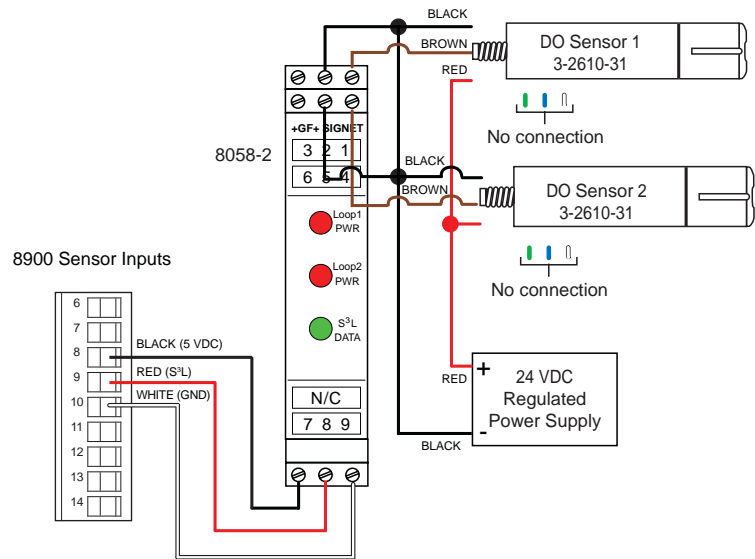 BLACK
BROWN
RED
DO Sensor 1
3-2610-31
No connection
8058-2
+GF+ SIGNET
3 2 1
6 5 4
BLACK
BROWN
DO Sensor 2
3-2610-31
No connection
Loop1
PWR
Loop2
PWR
S³L
DATA
8900 Sensor Inputs
6
7
8
9
10
11
12
13
14
BLACK (5 VDC)
RED (S³L)
WHITE (GND)
N/C
7 8 9
RED
+
24 VDC
Regulated
Power Supply
-
BLACK